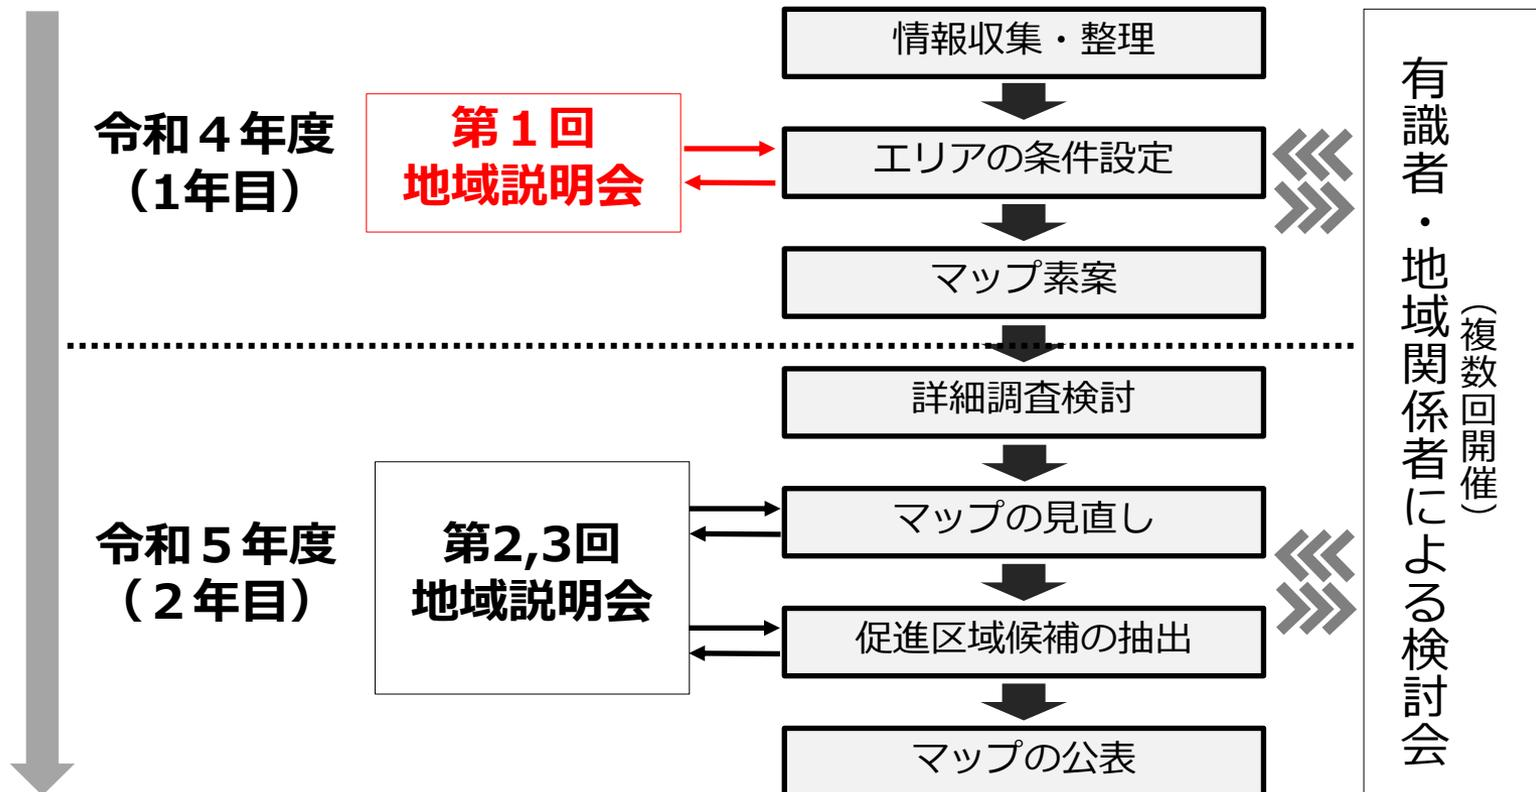 情報収集・整理
令和４年度
（1年目）
第１回
地域説明会
エリアの条件設定
マップ素案
詳細調査検討
令和５年度
（２年目）
第2,3回
地域説明会
マップの見直し
促進区域候補の抽出
マップの公表
有識者・地域関係者による検討会
（複数回開催）